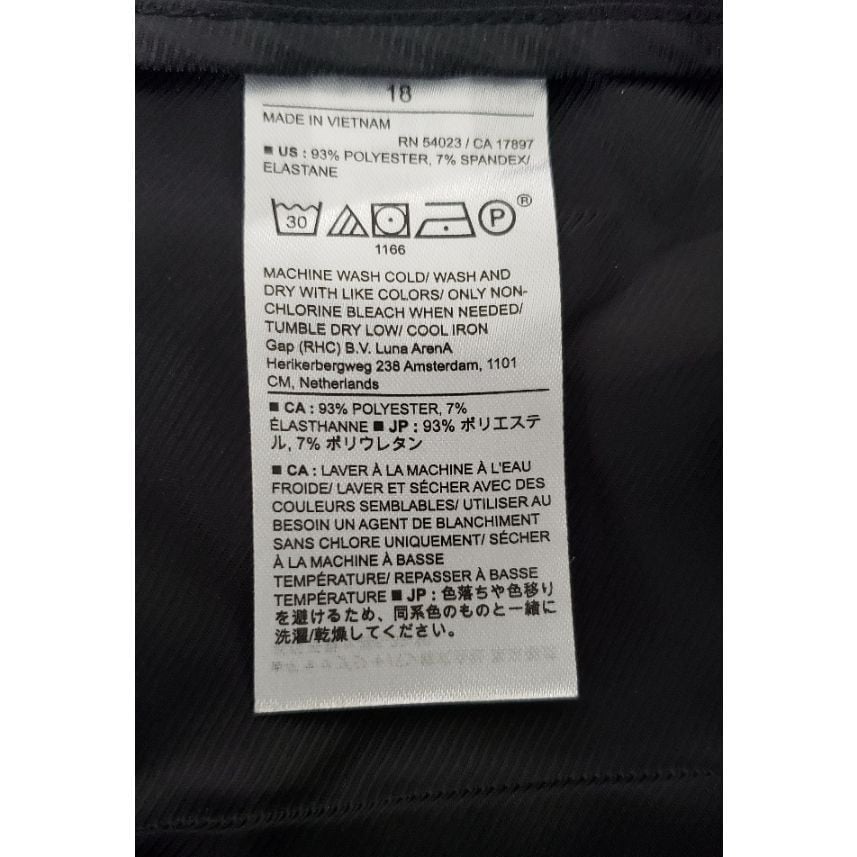 18
MADE IN VIETNAM
RN 54023 / CA 17897
■ US : 93% POLYESTER, 7% SPANDEX/
ELASTANE
30 P ®
1166
MACHINE WASH COLD/ WASH AND
DRY WITH LIKE COLORS/ ONLY NON-
CHLORINE BLEACH WHEN NEEDED/
TUMBLE DRY LOW/ COOL IRON
Gap (RHC) B.V. Luna ArenA
Herikerbergweg 238 Amsterdam, 1101
CM, Netherlands
■ CA : 93% POLYESTER, 7%
ÉLASTHANNE ■ JP : 93% ポリエステ
ル, 7% ポリウレタン
■ CA : LAVER À LA MACHINE À L'EAU
FROIDE/ LAVER ET SÉCHER AVEC DES
COULEURS SEMBLABLES/ UTILISER AU
BESOIN UN AGENT DE BLANCHIMENT
SANS CHLORE UNIQUEMENT/ SÉCHER
À LA MACHINE À BASSE
TEMPÉRATURE/ REPASSER À BASSE
TEMPÉRATURE ■ JP : 色落ちや色移り
を避けるため、同系色のものと一緒に
洗濯/乾燥してください。